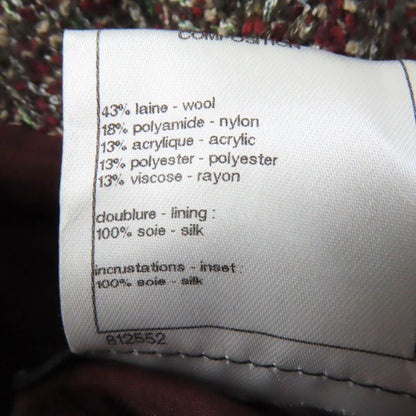 COMPOSITION
43% laine - wool
18% polyamide - nylon
13% acrylique - acrylic
13% polyester - polyester
13% viscose - rayon
doublure - lining :
100% soie - silk
incrustations - inset :
100% soie - silk
812552